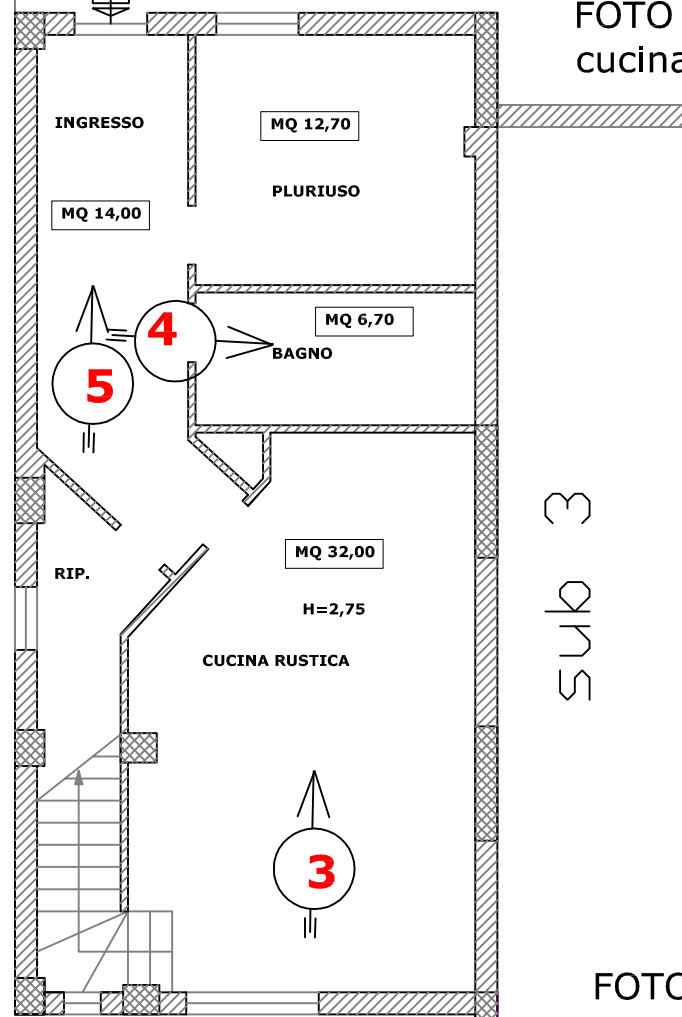 FOTO
cucina
INGRESSO
MQ 12,70
PLURIUSO
MQ 14,00
MQ 6,70
BAGNO
4
5
sub 3
MQ 32,00
RIP.
H=2,75
CUCINA RUSTICA
3
FOTO